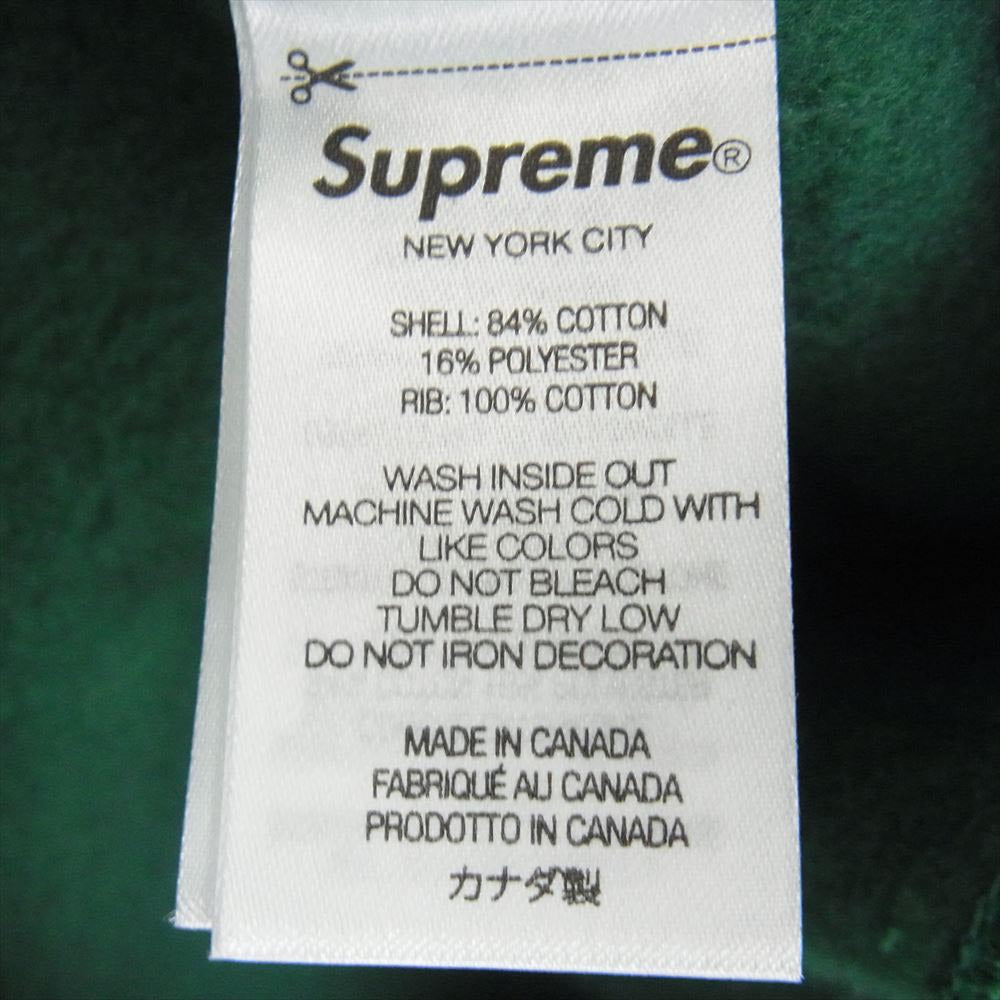 Supreme®
NEW YORK CITY
SHELL: 84% COTTON
16% POLYESTER
RIB: 100% COTTON
WASH INSIDE OUT
MACHINE WASH COLD WITH
LIKE COLORS
DO NOT BLEACH
TUMBLE DRY LOW
DO NOT IRON DECORATION
MADE IN CANADA
FABRIQUÉ AU CANADA
PRODOTTO IN CANADA
カナダ製